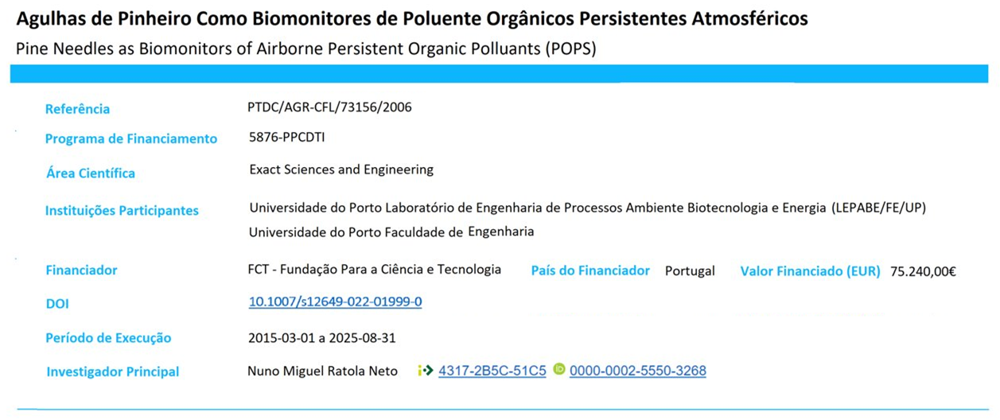 Agulhas de Pinheiro Como Biomonitores de Poluente Orgânicos Persistentes Atmosféricos
Pine Needles as Biomonitors of Airborne Persistent Organic Polluants (POPS)
Referência PTDC/AGR-CFL/73156/2006
Programa de Financiamento 5876-PPCDTI
Área Científica Exact Sciences and Engineering
Instituições Participantes Universidade do Porto Laboratório de Engenharia de Processos Ambiente Biotecnologia e Energia (LEPABE/FE/UP)
Universidade do Porto Faculdade de Engenharia
Financiador FCT - Fundação Para a Ciência e Tecnologia País do Financiador Portugal Valor Financiado (EUR) 75.240,00€
DOI 10.1007/s12649-022-01999-0
Período de Execução 2015-03-01 a 2025-08-31
Investigador Principal Nuno Miguel Ratola Neto 4317-2B5C-51C5 iD 0000-0002-5550-3268